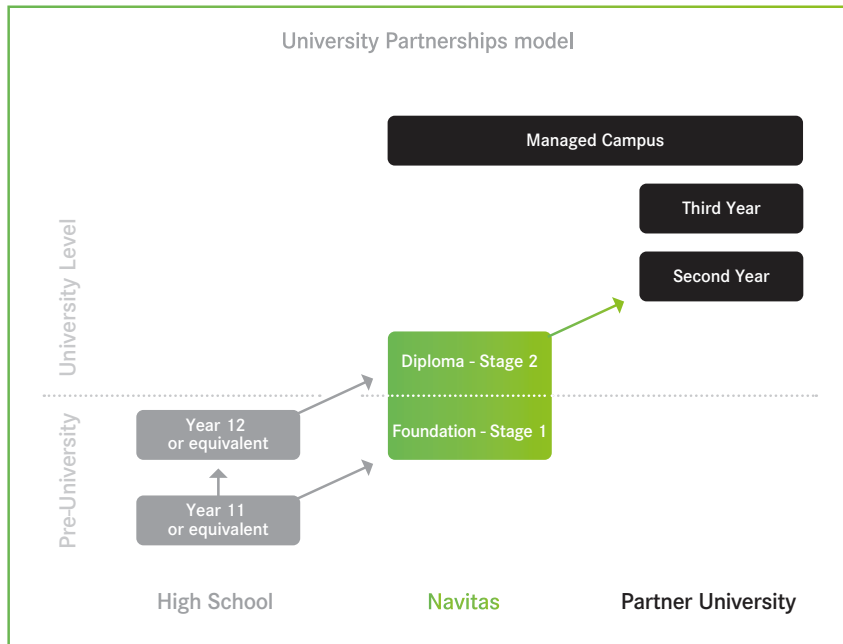 University Partnerships model
Managed Campus
Third Year
Second Year
University Level
Diploma - Stage 2
Foundation - Stage 1
Year 12
or equivalent
Year 11
or equivalent
Pre-University
High School
Navitas
Partner University